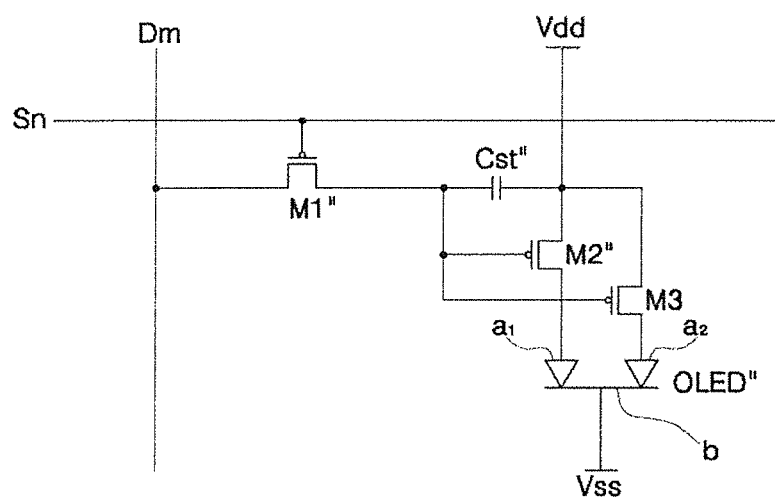 Dm
Vdd
Sn
Cst"
M1"
M2"
M3
a1
a2
OLED"
b
Vss